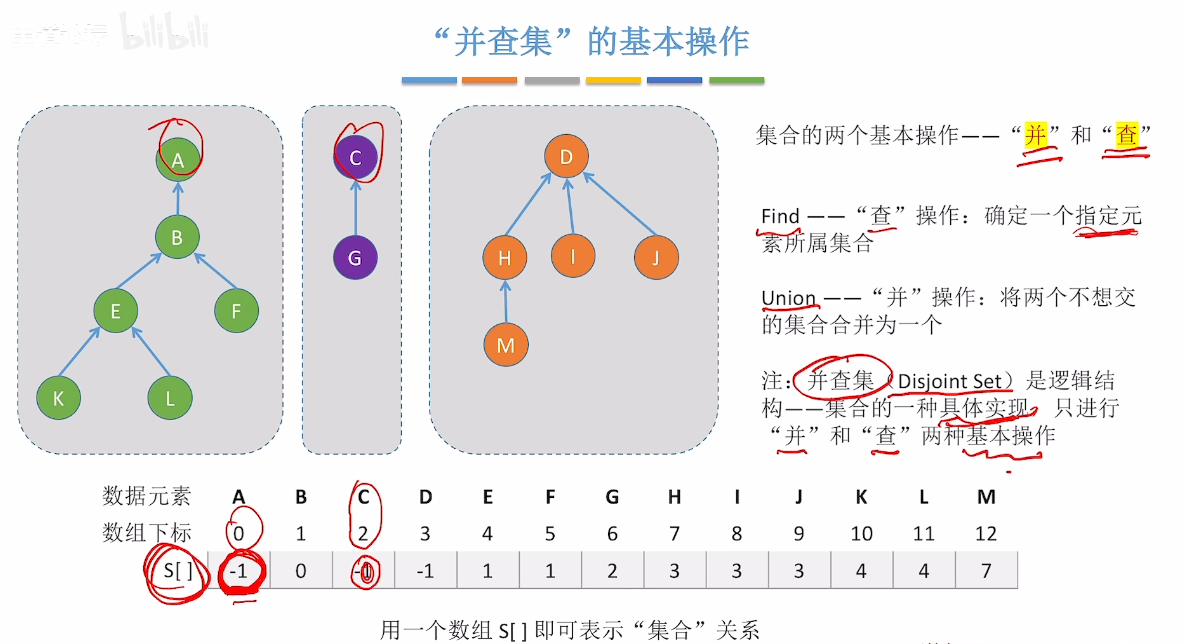 bilibili
“并查集”的基本操作
A
B
E
F
K
L
C
G
D
H
I
J
M
集合的两个基本操作——“并”和“查”
Find ——“查”操作：确定一个指定元
素所属集合
Union ——“并”操作：将两个不想交
的集合合并为一个
注：并查集（Disjoint Set）是逻辑结
构——集合的一种具体实现，只进行
“并”和“查”两种基本操作
数据元素 A B C D E F G H I J K L M
数组下标 0 1 2 3 4 5 6 7 8 9 10 11 12
S[ ] -1 0 -1 -1 1 1 2 3 3 3 4 4 7
用一个数组 S[ ] 即可表示“集合”关系